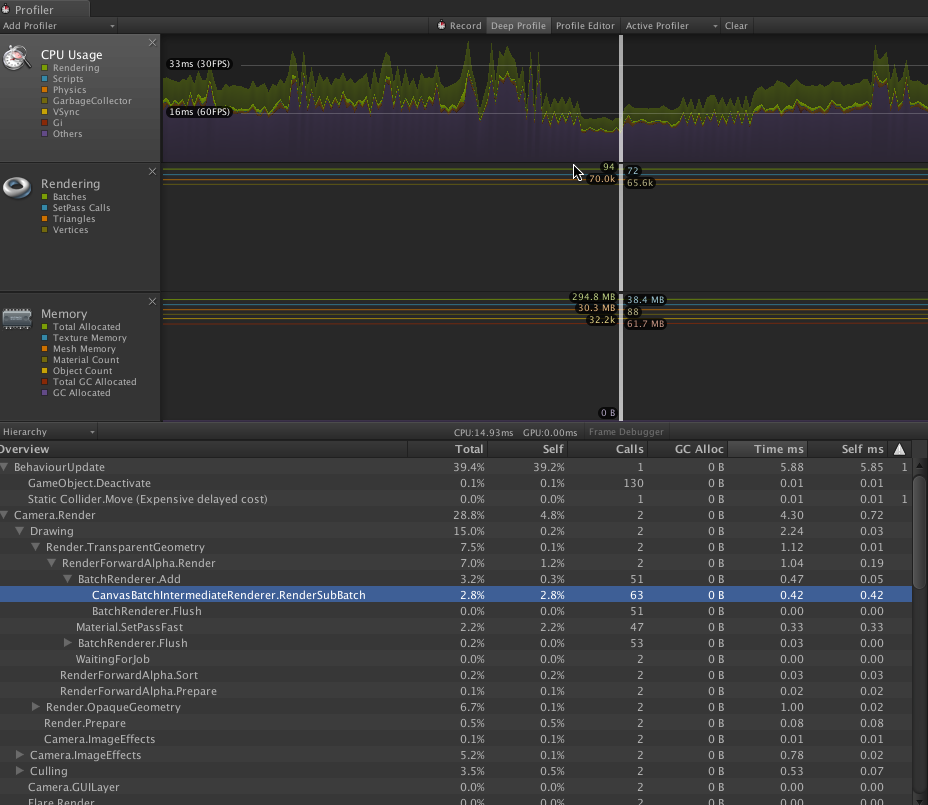 Profiler
Add Profiler Record Deep Profile Profile Editor Active Profiler Clear
CPU Usage
Rendering
Scripts
Physics
GarbageCollector
VSync
Gi
Others
33ms (30FPS)
16ms (60FPS)
Rendering
Batches
SetPass Calls
Triangles
Vertices
94
72
70.0k
65.6k
Memory
Total Allocated
Texture Memory
Mesh Memory
Material Count
Object Count
Total GC Allocated
GC Allocated
294.8 MB
38.4 MB
30.3 MB
88
32.2k
61.7 MB
0 B
Hierarchy CPU:14.93ms GPU:0.00ms Frame Debugger
Overview Total Self Calls GC Alloc Time ms Self ms
BehaviourUpdate 39.4% 39.2% 1 0 B 5.88 5.85 1
GameObject.Deactivate 0.1% 0.1% 130 0 B 0.01 0.01
Static Collider.Move (Expensive delayed cost) 0.0% 0.0% 1 0 B 0.01 0.01 1
Camera.Render 28.8% 4.8% 2 0 B 4.30 0.72
Drawing 15.0% 0.2% 2 0 B 2.24 0.03
Render.TransparentGeometry 7.5% 0.1% 2 0 B 1.12 0.01
RenderForwardAlpha.Render 7.0% 1.2% 2 0 B 1.04 0.19
BatchRenderer.Add 3.2% 0.3% 51 0 B 0.47 0.05
CanvasBatchIntermediateRenderer.RenderSubBatch 2.8% 2.8% 63 0 B 0.42 0.42
BatchRenderer.Flush 0.0% 0.0% 51 0 B 0.00 0.00
Material.SetPassFast 2.2% 2.2% 47 0 B 0.33 0.33
BatchRenderer.Flush 0.2% 0.0% 53 0 B 0.03 0.00
WaitingForJob 0.0% 0.0% 2 0 B 0.00 0.00
RenderForwardAlpha.Sort 0.2% 0.2% 2 0 B 0.03 0.03
RenderForwardAlpha.Prepare 0.1% 0.1% 2 0 B 0.02 0.02
Render.OpaqueGeometry 6.7% 0.1% 2 0 B 1.00 0.02
Render.Prepare 0.5% 0.5% 2 0 B 0.08 0.08
Camera.ImageEffects 0.1% 0.1% 2 0 B 0.01 0.01
Camera.ImageEffects 5.2% 0.1% 2 0 B 0.78 0.02
Culling 3.5% 0.5% 2 0 B 0.53 0.07
Camera.GUILayer 0.0% 0.0% 2 0 B 0.00 0.00
Flare.Render 0.0% 0.0% 2 0 B 0.00 0.00